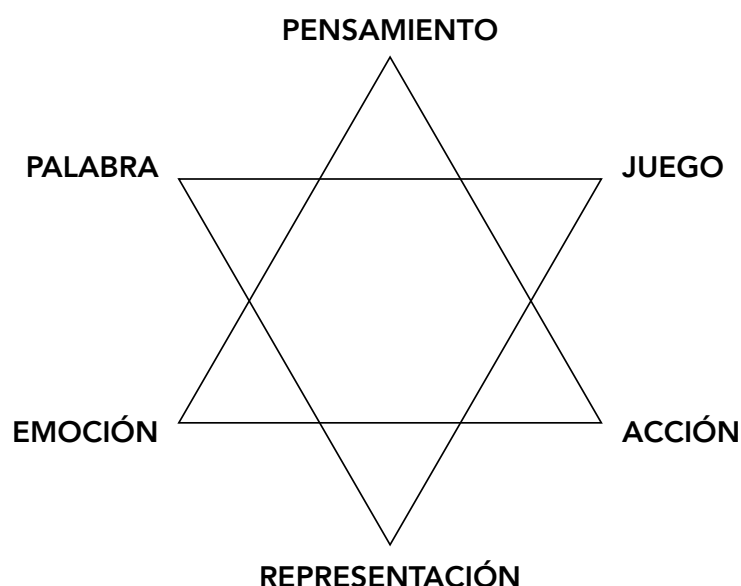 PENSAMIENTO
PALABRA
JUEGO
EMOCIÓN
ACCIÓN
REPRESENTACIÓN